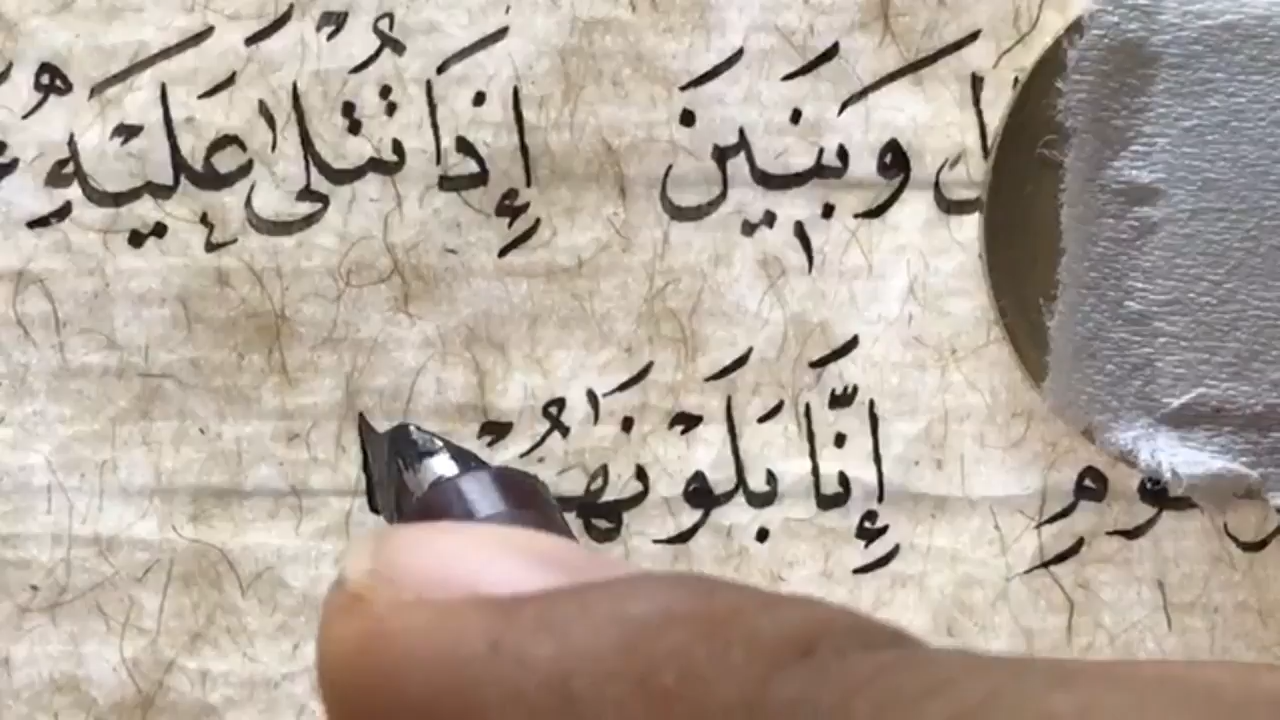 وَبَنِينَ إِذَا تُتْلَىٰ عَلَيْهِ
إِنَّا بَلَوْنَٰهُمْ